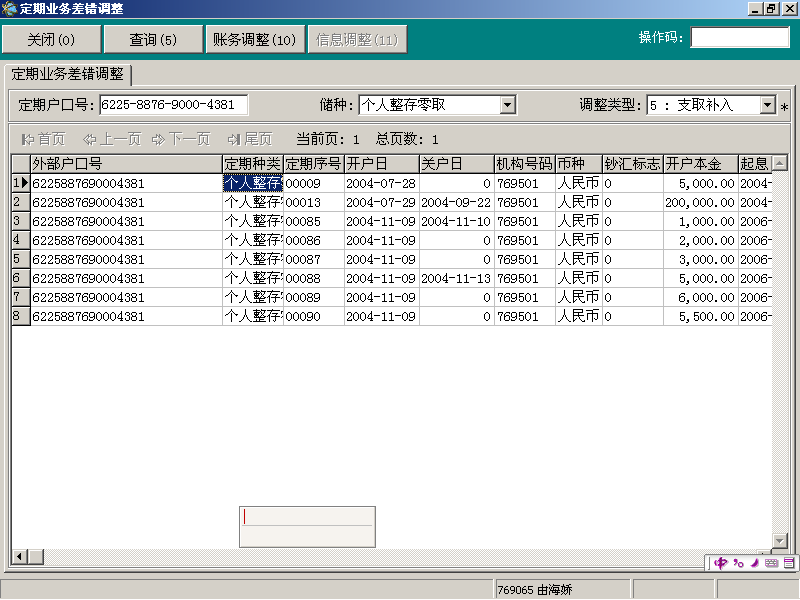 定期业务差错调整
关闭(0) 查询(5) 账务调整(10) 信息调整(11) 操作码:
定期业务差错调整
定期户口号: 6225-8876-9000-4381 储种: 个人整存零取 调整类型: 5 : 支取补入 *
首页 上一页 下一页 尾页 当前页: 1 总页数: 1
外部户口号 定期种类 定期序号 开户日 关户日 机构号码 币种 钞汇标志 开户本金 起息
1 6225887690004381 个人整存 00009 2004-07-28 0 769501 人民币 0 5,000.00 2004-
2 6225887690004381 个人整存 00013 2004-07-29 2004-09-22 769501 人民币 0 200,000.00 2004-
3 6225887690004381 个人整存 00085 2004-11-09 2004-11-10 769501 人民币 0 1,000.00 2006-
4 6225887690004381 个人整存 00086 2004-11-09 0 769501 人民币 0 2,000.00 2006-
5 6225887690004381 个人整存 00087 2004-11-09 0 769501 人民币 0 3,000.00 2006-
6 6225887690004381 个人整存 00088 2004-11-09 2004-11-13 769501 人民币 0 5,000.00 2006-
7 6225887690004381 个人整存 00089 2004-11-09 0 769501 人民币 0 6,000.00 2006-
8 6225887690004381 个人整存 00090 2004-11-09 0 769501 人民币 0 5,500.00 2006-
中
769065 由海娇